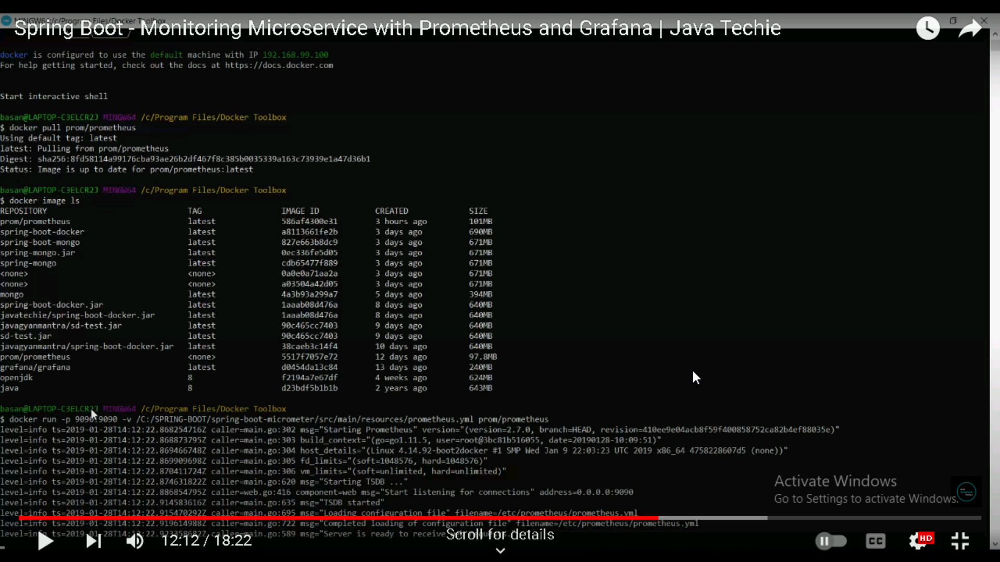 MINGW64:/c/Program Files/Docker Toolbox
Spring Boot - Monitoring Microservice with Prometheus and Grafana | Java Techie
docker is configured to use the default machine with IP 192.168.99.100
For help getting started, check out the docs at https://docs.docker.com
Start interactive shell
basan@LAPTOP-C3ELCR2J MINGW64 /c/Program Files/Docker Toolbox
$ docker pull prom/prometheus
Using default tag: latest
latest: Pulling from prom/prometheus
Digest: sha256:8fd58114a99176cba93ae26b2df467f8c385b0035339a163c73939e1a47d36b1
Status: Image is up to date for prom/prometheus:latest
basan@LAPTOP-C3ELCR2J MINGW64 /c/Program Files/Docker Toolbox
$ docker image ls
REPOSITORY TAG IMAGE ID CREATED SIZE
prom/prometheus latest 586af4300e31 3 hours ago 101MB
spring-boot-docker latest a8113661fe2b 3 days ago 690MB
spring-boot-mongo latest 827e663b8dc9 3 days ago 671MB
spring-mongo.jar latest 0ec336fe5d05 3 days ago 671MB
spring-mongo latest cdb65477f889 3 days ago 671MB
<none> <none> 0a0e0a71aa2a 3 days ago 671MB
<none> <none> a03504a42d05 3 days ago 671MB
mongo latest 4a3b93a299a7 5 days ago 394MB
spring-boot-docker.jar latest 1aaab08d476a 8 days ago 640MB
javatechie/spring-boot-docker.jar latest 1aaab08d476a 8 days ago 640MB
javagyanmantra/sd-test.jar latest 90c465cc7403 9 days ago 640MB
sd-test.jar latest 90c465cc7403 9 days ago 640MB
javagyanmantra/spring-boot-docker.jar latest 38caeb3c14f4 10 days ago 640MB
prom/prometheus <none> 5517f7057e72 12 days ago 97.8MB
grafana/grafana latest d0454da13c84 13 days ago 240MB
openjdk 8 f2194a7e67df 4 weeks ago 624MB
java 8 d23bdf5b1b1b 2 years ago 643MB
basan@LAPTOP-C3ELCR2J MINGW64 /c/Program Files/Docker Toolbox
$ docker run -p 9090:9090 -v /C:/SPRING-BOOT/spring-boot-micrometer/src/main/resources/prometheus.yml prom/prometheus
level=info ts=2019-01-28T14:12:22.868254716Z caller=main.go:302 msg="Starting Prometheus" version="(version=2.7.0, branch=HEAD, revision=410ee9e04acb8f59f400858752ca82b4ef88035e)"
level=info ts=2019-01-28T14:12:22.868873795Z caller=main.go:303 build_context="(go=go1.11.5, user=root@3bc81b516055, date=20190128-10:09:51)"
level=info ts=2019-01-28T14:12:22.869466748Z caller=main.go:304 host_details="(Linux 4.14.92-boot2docker #1 SMP Wed Jan 9 22:03:23 UTC 2019 x86_64 4758228607d5 (none))"
level=info ts=2019-01-28T14:12:22.869909698Z caller=main.go:305 fd_limits="(soft=1048576, hard=1048576)"
level=info ts=2019-01-28T14:12:22.870411724Z caller=main.go:306 vm_limits="(soft=unlimited, hard=unlimited)"
level=info ts=2019-01-28T14:12:22.874631822Z caller=main.go:620 msg="Starting TSDB ..."
level=info ts=2019-01-28T14:12:22.886854795Z caller=web.go:416 component=web msg="Start listening for connections" address=0.0.0.0:9090
level=info ts=2019-01-28T14:12:22.914583616Z caller=main.go:635 msg="TSDB started"
level=info ts=2019-01-28T14:12:22.915470292Z caller=main.go:695 msg="Loading configuration file" filename=/etc/prometheus/prometheus.yml
level=info ts=2019-01-28T14:12:22.919614988Z caller=main.go:722 msg="Completed loading of configuration file" filename=/etc/prometheus/prometheus.yml
level=info caller=main.go:589 msg="Server is ready to receive
Activate Windows
Go to Settings to activate Windows.
12:12 / 18:22
Scroll for details
CC
HD